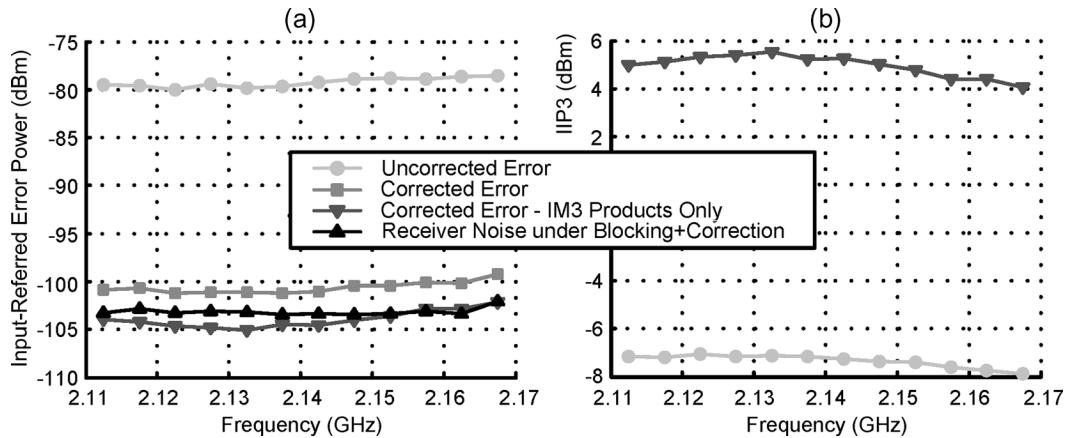 (a)
(b)
Input-Referred Error Power (dBm)
-75
-80
-85
-90
-95
-100
-105
-110
2.11 2.12 2.13 2.14 2.15 2.16 2.17
Frequency (GHz)
IIP3 (dBm)
6
4
2
-4
-6
-8
2.11 2.12 2.13 2.14 2.15 2.16 2.17
Frequency (GHz)
Uncorrected Error
Corrected Error
Corrected Error - IM3 Products Only
Receiver Noise under Blocking+Correction